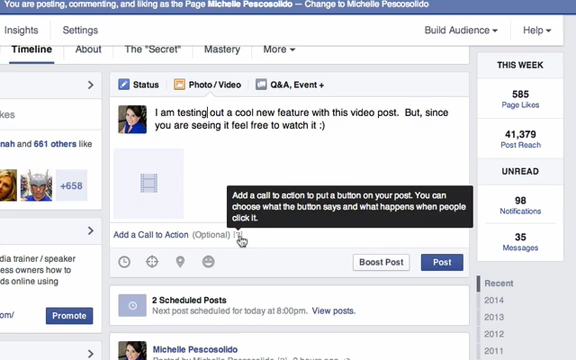 You are posting, commenting, and liking as the Page Michelle Pescosolido — Change to Michelle Pescosolido
Insights Settings Build Audience Help
Timeline About The "Secret" Mastery More
Status Photo / Video Q&A, Event +
I am testing out a cool new feature with this video post. But, since
you are seeing it feel free to watch it :)
and 661 others like
+658
Add a call to action to put a button on your post. You can
choose what the button says and what happens when people
click it.
Add a Call to Action (Optional)
Boost Post Post
dia trainer / speaker
ess owners how to
ds online using
Promote
2 Scheduled Posts
Next post scheduled for today at 8:00pm. View posts.
Michelle Pescosolido
THIS WEEK
585
Page Likes
41,379
Post Reach
UNREAD
98
Notifications
35
Messages
Recent
2014
2013
2012
2011